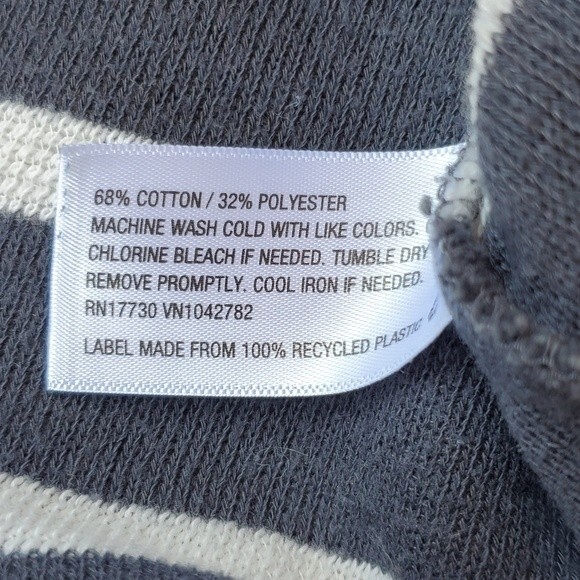 68% COTTON / 32% POLYESTER
MACHINE WASH COLD WITH LIKE COLORS.
CHLORINE BLEACH IF NEEDED. TUMBLE DRY
REMOVE PROMPTLY. COOL IRON IF NEEDED.
RN17730 VN1042782
LABEL MADE FROM 100% RECYCLED PLASTIC